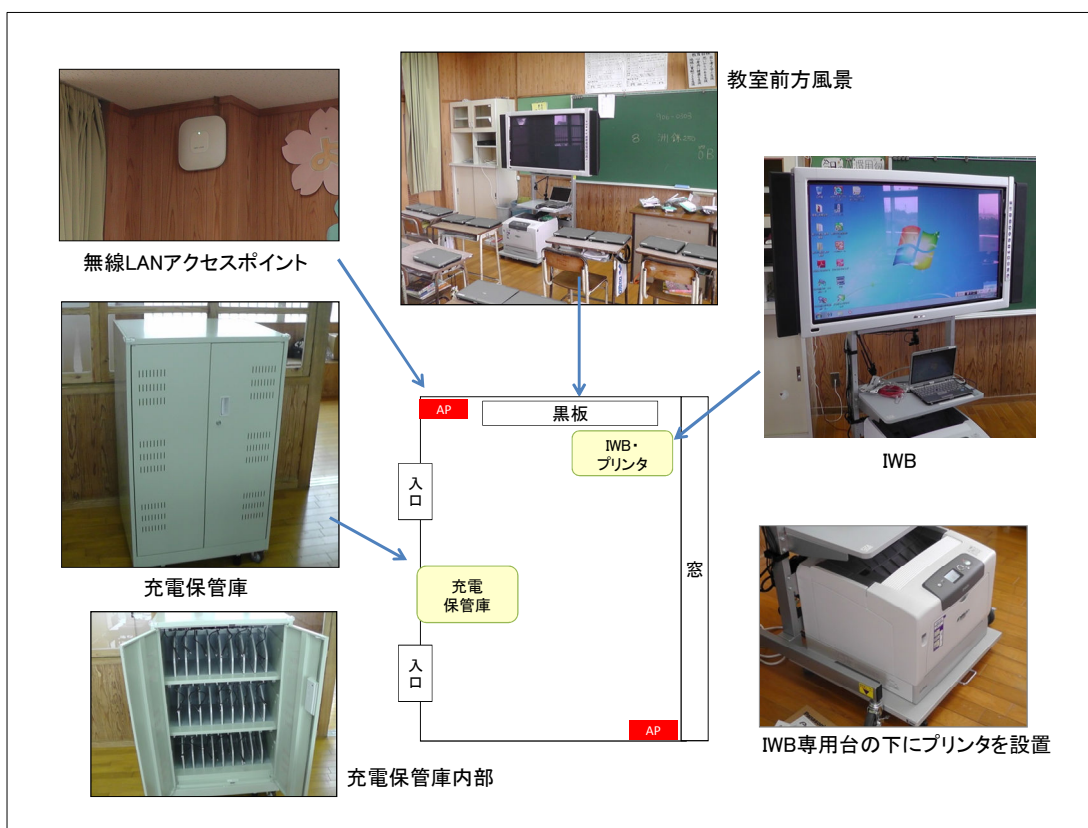 教室前方風景
無線LANアクセスポイント
IWB
AP
黒板
IWB・
プリンタ
入口
充電保管庫
充電
保管庫
窓
入口
AP
IWB専用台の下にプリンタを設置
充電保管庫内部